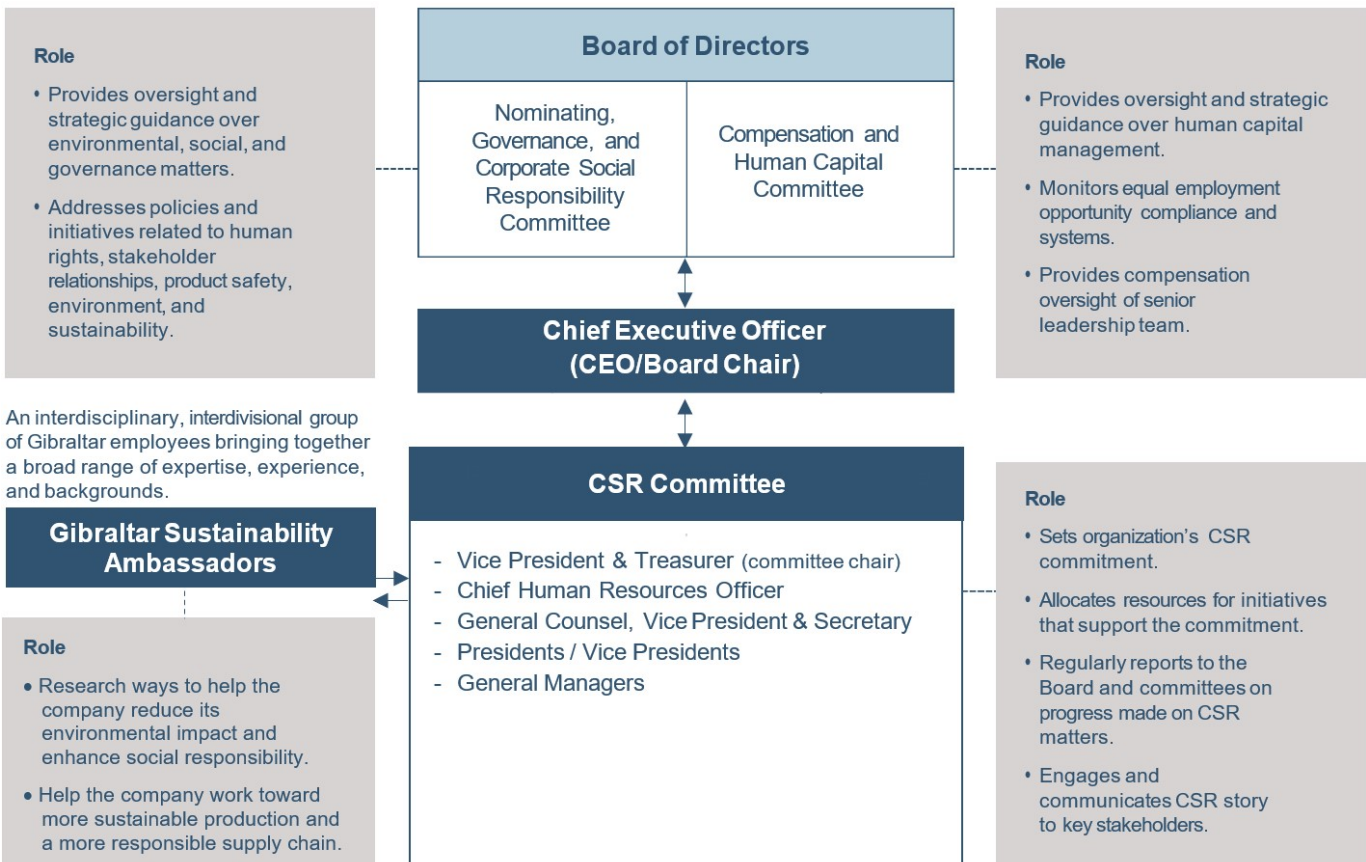 Role
• Provides oversight and
strategic guidance over
environmental, social, and
governance matters.
• Addresses policies and
initiatives related to human
rights, stakeholder
relationships, product safety,
environment, and
sustainability.
Board of Directors
Nominating,
Governance, and
Corporate Social
Responsibility
Committee
Compensation and
Human Capital
Committee
Role
• Provides oversight and strategic
guidance over human capital
management.
• Monitors equal employment
opportunity compliance and
systems.
• Provides compensation
oversight of senior
leadership team.
Chief Executive Officer
(CEO/Board Chair)
An interdisciplinary, interdivisional group
of Gibraltar employees bringing together
a broad range of expertise, experience,
and backgrounds.
Gibraltar Sustainability
Ambassadors
Role
• Research ways to help the
company reduce its
environmental impact and
enhance social responsibility.
• Help the company work toward
more sustainable production and
a more responsible supply chain.
CSR Committee
- Vice President & Treasurer (committee chair)
- Chief Human Resources Officer
- General Counsel, Vice President & Secretary
- Presidents / Vice Presidents
- General Managers
Role
• Sets organization's CSR
commitment.
• Allocates resources for initiatives
that support the commitment.
• Regularly reports to the
Board and committees on
progress made on CSR
matters.
• Engages and
communicates CSR story
to key stakeholders.